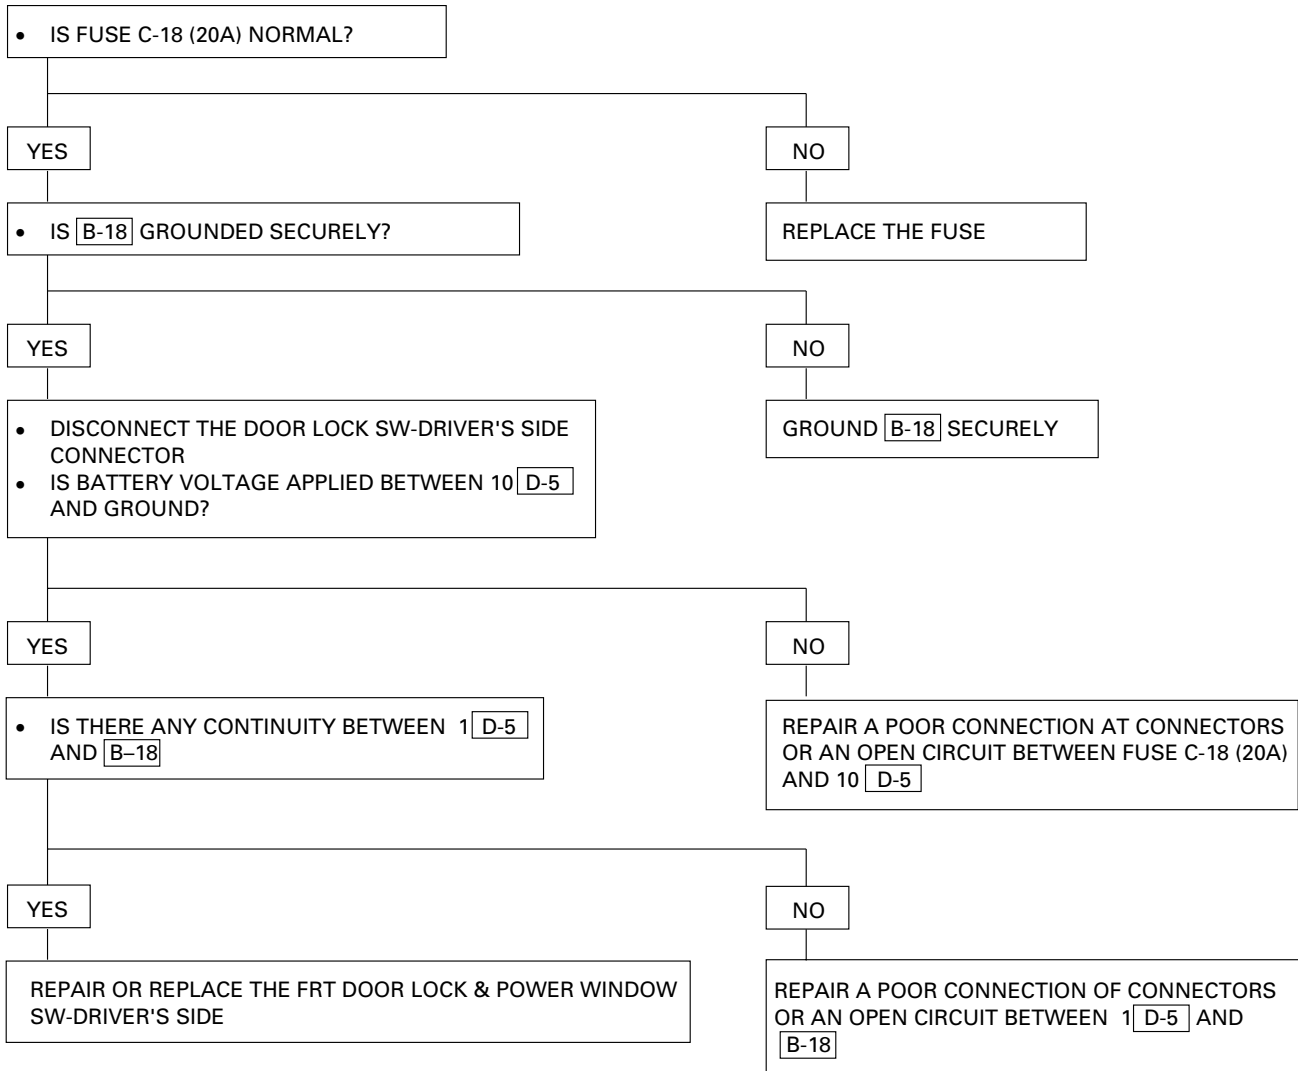 • IS FUSE C-18 (20A) NORMAL?
YES
NO
• IS B-18 GROUNDED SECURELY?
REPLACE THE FUSE
YES
NO
• DISCONNECT THE DOOR LOCK SW-DRIVER'S SIDE
CONNECTOR
• IS BATTERY VOLTAGE APPLIED BETWEEN 10 D-5
AND GROUND?
GROUND B-18 SECURELY
YES
NO
• IS THERE ANY CONTINUITY BETWEEN 1 D-5
AND B–18
REPAIR A POOR CONNECTION AT CONNECTORS
OR AN OPEN CIRCUIT BETWEEN FUSE C-18 (20A)
AND 10 D-5
YES
NO
REPAIR OR REPLACE THE FRT DOOR LOCK & POWER WINDOW
SW-DRIVER'S SIDE
REPAIR A POOR CONNECTION OF CONNECTORS
OR AN OPEN CIRCUIT BETWEEN 1 D-5 AND
B-18